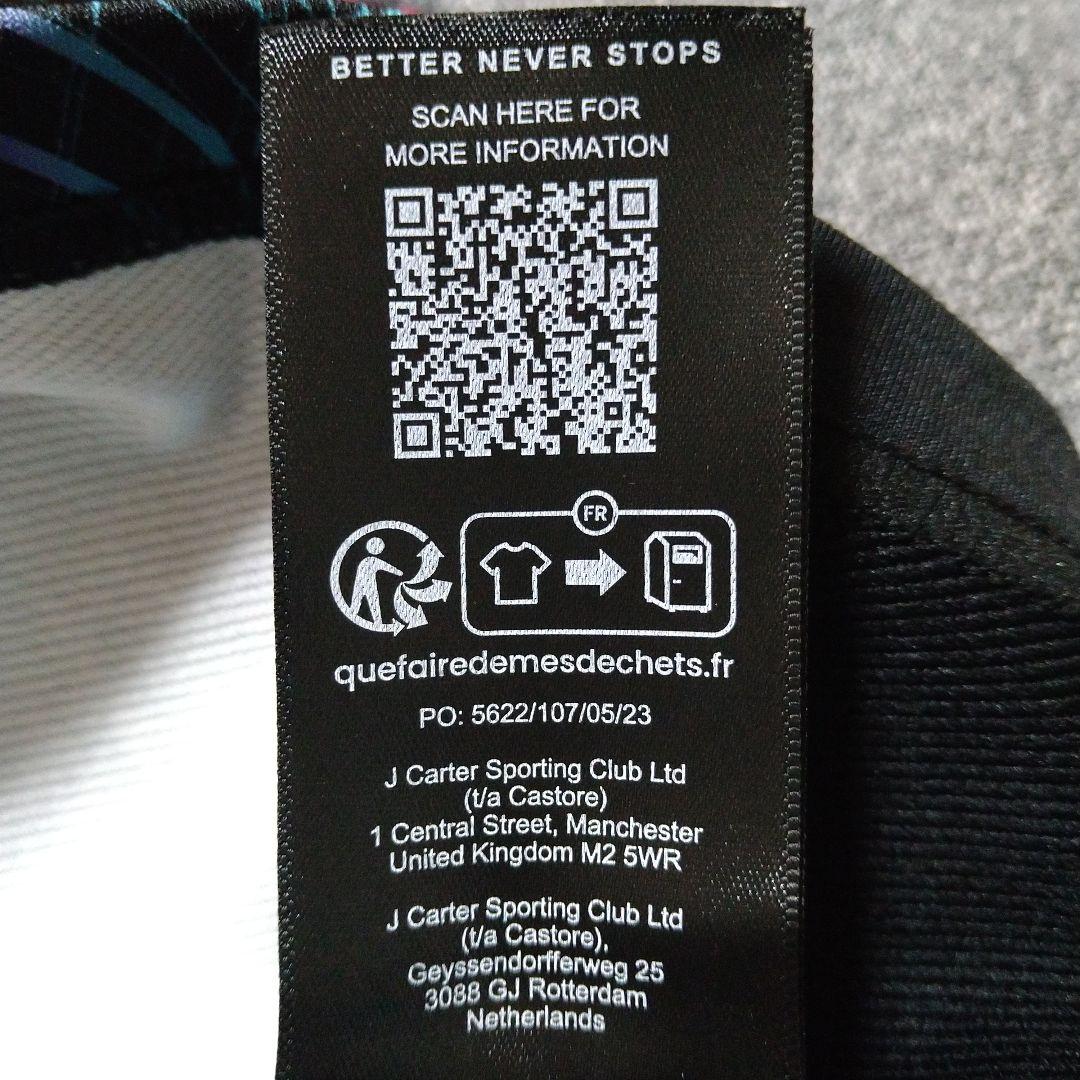 BETTER NEVER STOPS
SCAN HERE FOR
MORE INFORMATION
FR
quefairedemesdechets.fr
PO: 5622/107/05/23
J Carter Sporting Club Ltd
(t/a Castore)
1 Central Street, Manchester
United Kingdom M2 5WR
J Carter Sporting Club Ltd
(t/a Castore),
Geyssendorfferweg 25
3088 GJ Rotterdam
Netherlands